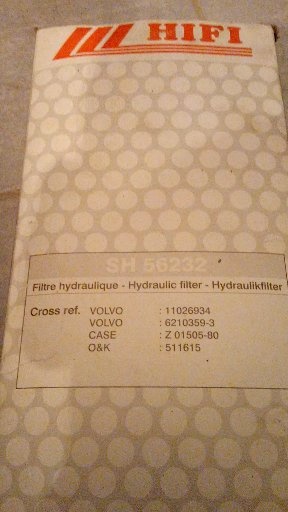 HIFI
SH 56232
Filtre hydraulique - Hydraulic filter - Hydraulikfilter
Cross ref. VOLVO : 11026934
VOLVO : 6210359-3
CASE : Z 01505-80
O&K : 511615